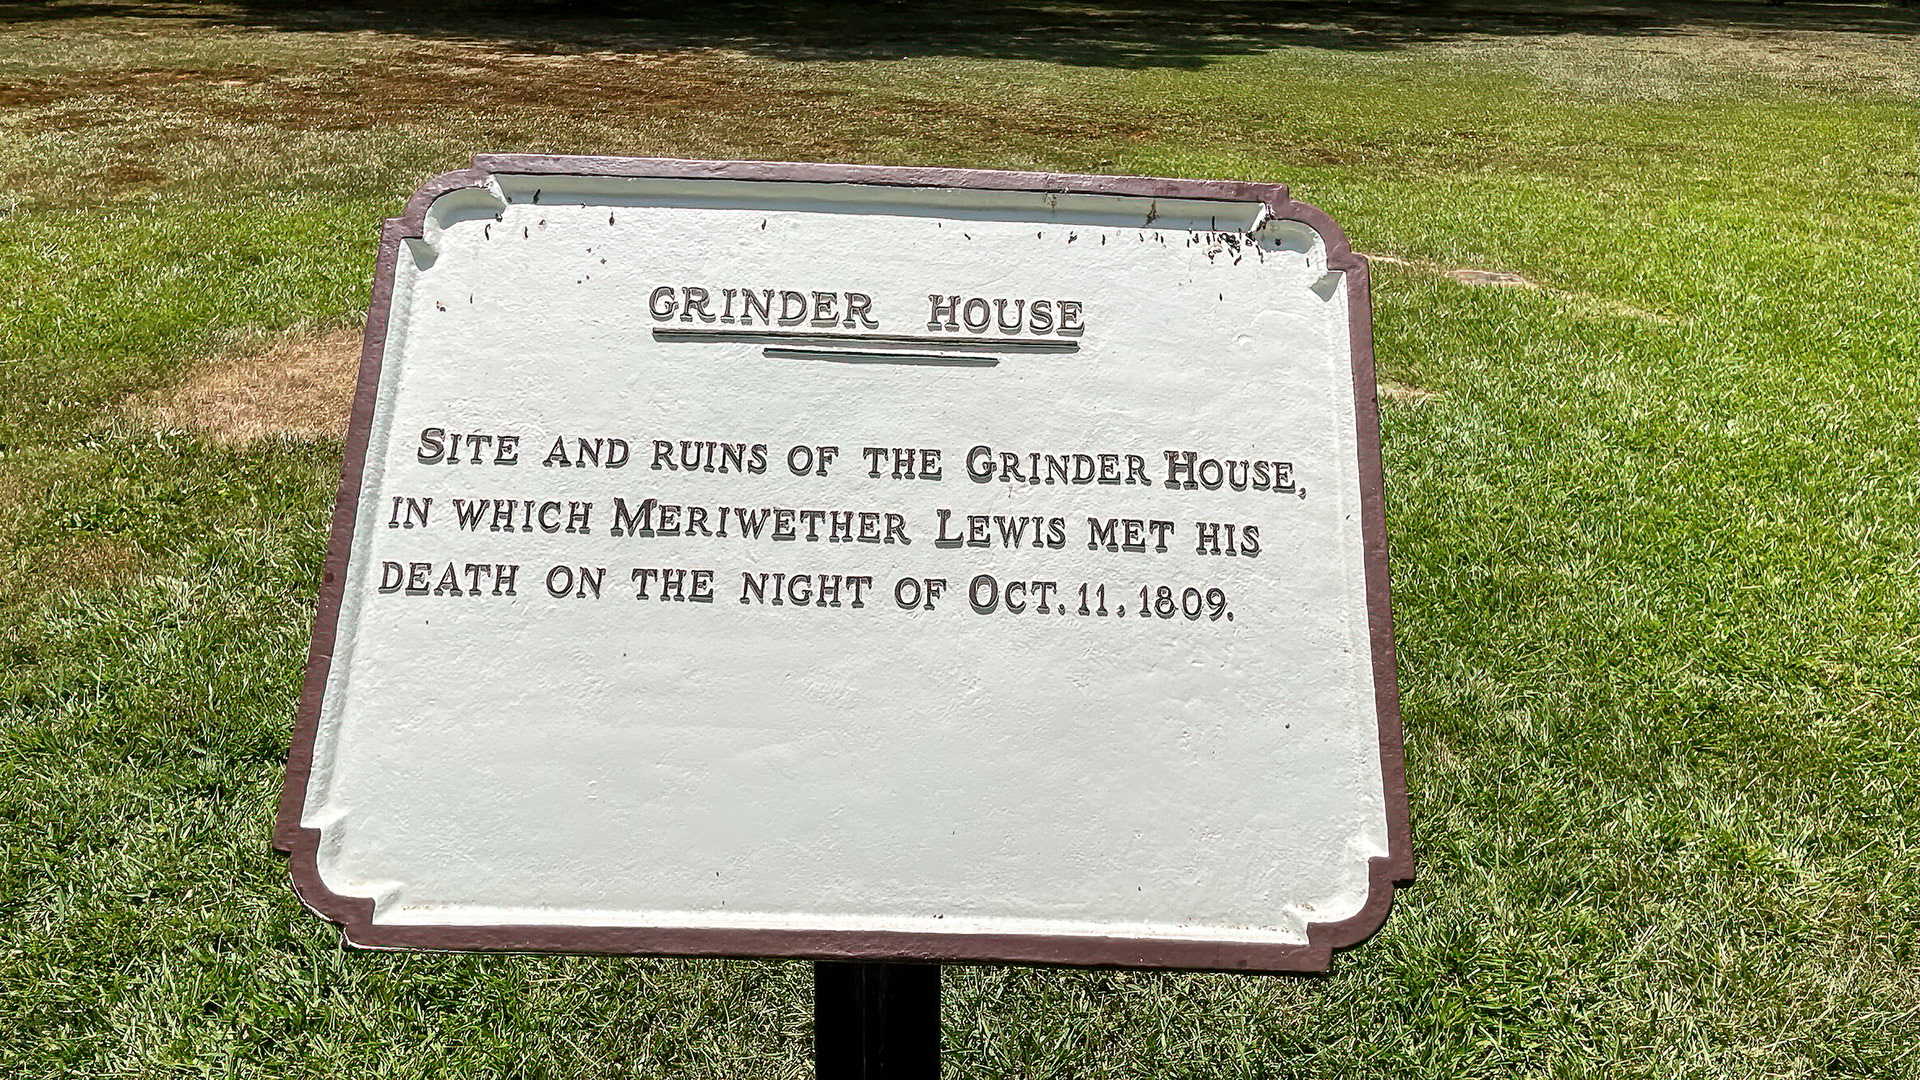 GRINDER HOUSE
SITE AND RUINS OF THE GRINDER HOUSE,
IN WHICH MERIWETHER LEWIS MET HIS
DEATH ON THE NIGHT OF OCT. 11, 1809.